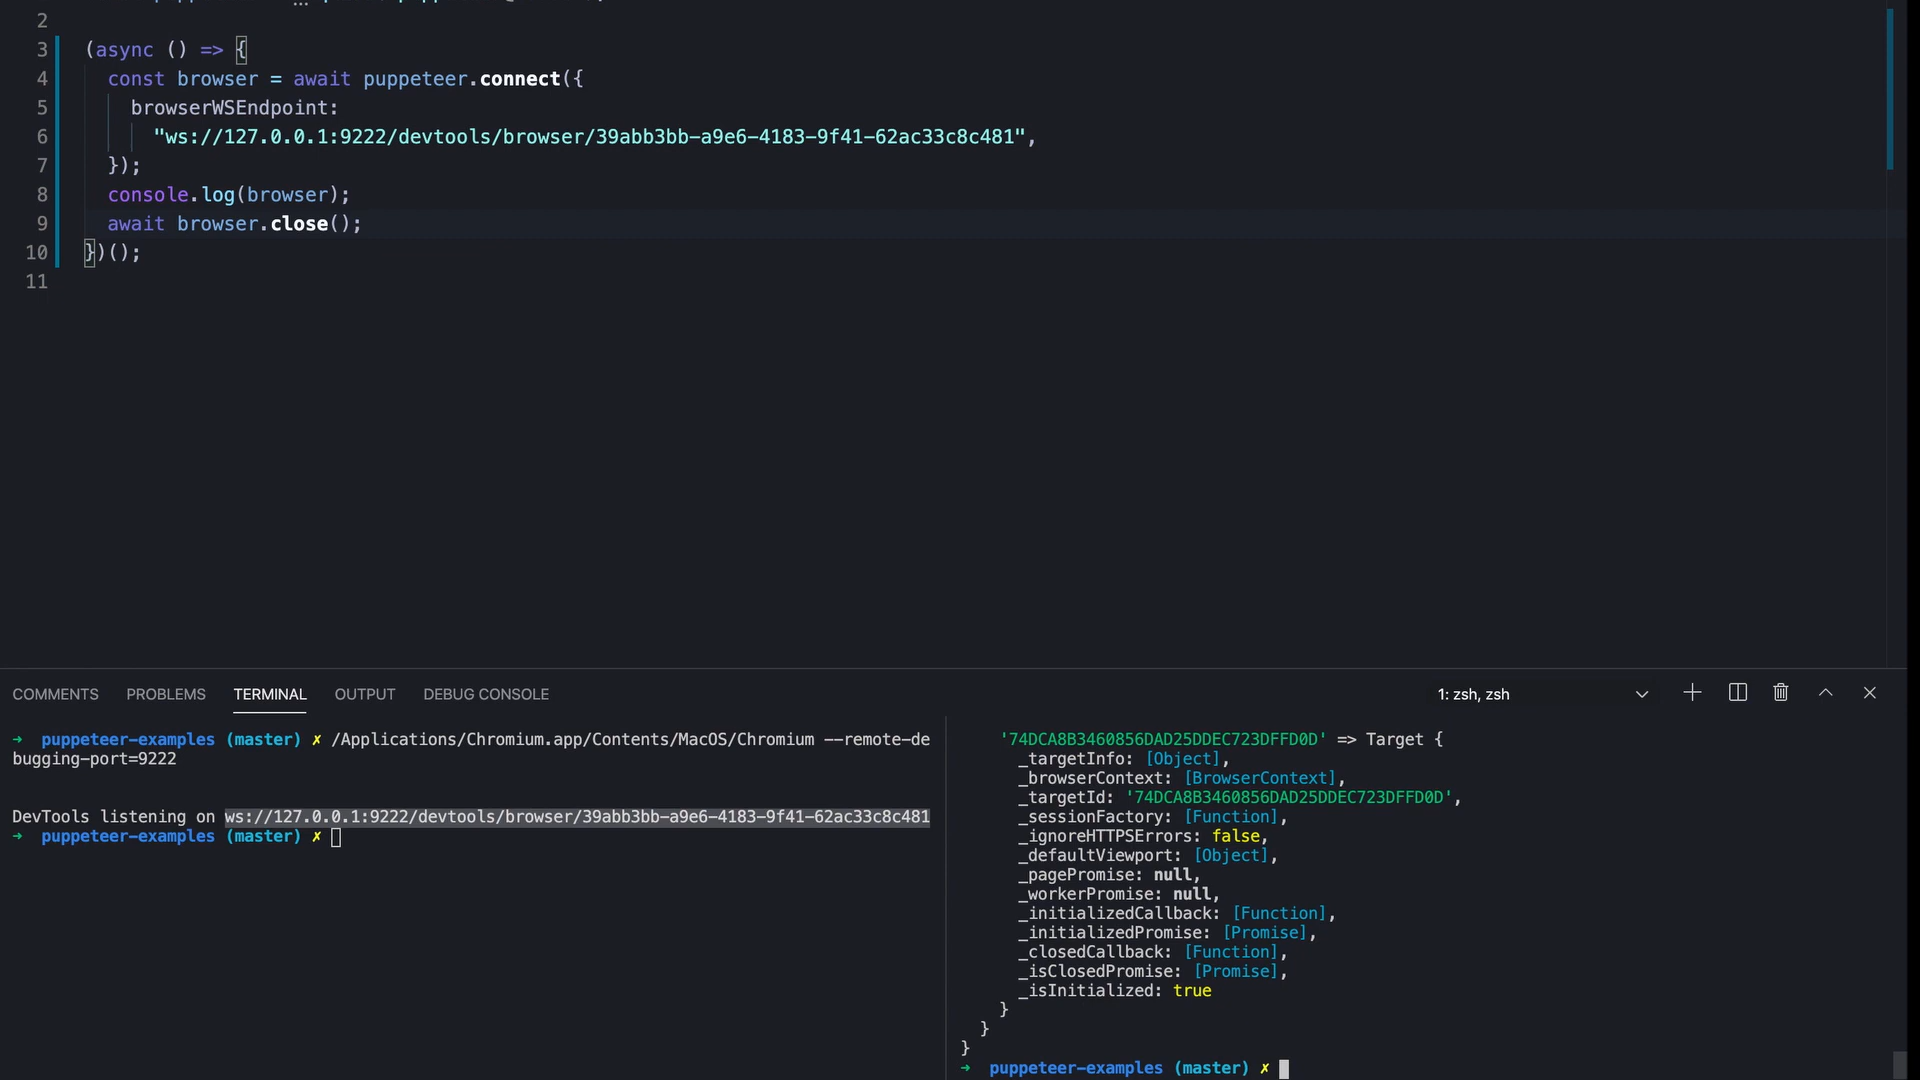 2
3 (async () => {
4 const browser = await puppeteer.connect({
5 browserWSEndpoint:
6 "ws://127.0.0.1:9222/devtools/browser/39abb3bb-a9e6-4183-9f41-62ac33c8c481",
7 });
8 console.log(browser);
9 await browser.close();
10 })();
11
COMMENTS PROBLEMS TERMINAL OUTPUT DEBUG CONSOLE 1: zsh, zsh
→ puppeteer-examples (master) ✗ /Applications/Chromium.app/Contents/MacOS/Chromium --remote-de
bugging-port=9222
DevTools listening on ws://127.0.0.1:9222/devtools/browser/39abb3bb-a9e6-4183-9f41-62ac33c8c481
→ puppeteer-examples (master) ✗
'74DCA8B3460856DAD25DDEC723DFFD0D' => Target {
_targetInfo: [Object],
_browserContext: [BrowserContext],
_targetId: '74DCA8B3460856DAD25DDEC723DFFD0D',
_sessionFactory: [Function],
_ignoreHTTPSErrors: false,
_defaultViewport: [Object],
_pagePromise: null,
_workerPromise: null,
_initializedCallback: [Function],
_initializedPromise: [Promise],
_closedCallback: [Function],
_isClosedPromise: [Promise],
_isInitialized: true
}
}
}
→ puppeteer-examples (master) ✗